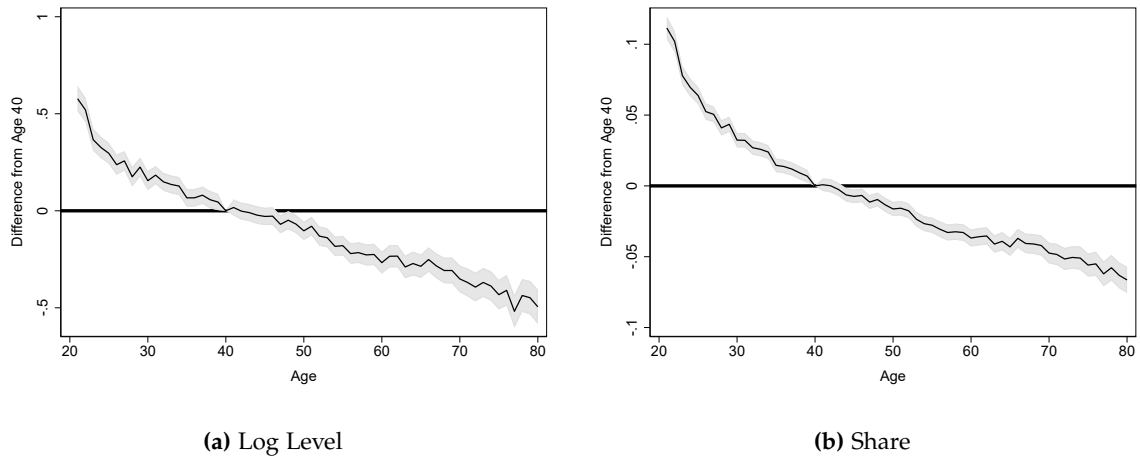 1
.5
0
-.5
Difference from Age 40
20 30 40 50 60 70 80
Age
(a) Log Level
.1
.05
0
-.05
-.1
Difference from Age 40
20 30 40 50 60 70 80
Age
(b) Share